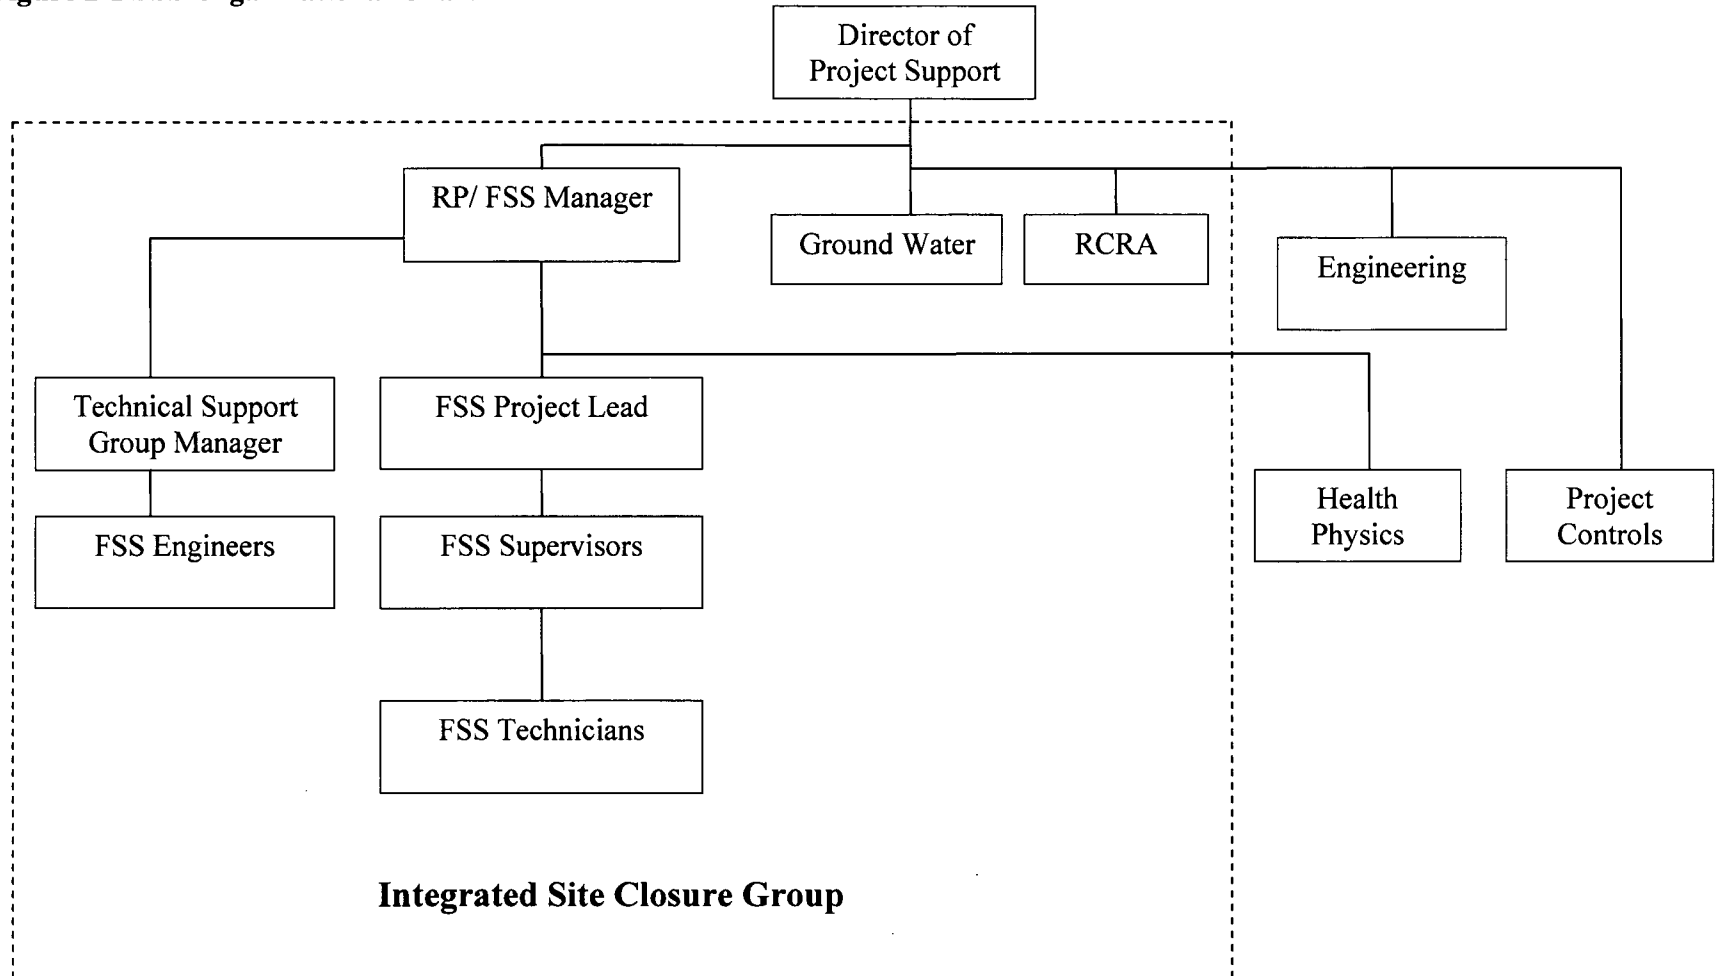 Director of
Project Support
RP/ FSS Manager
Ground Water
RCRA
Engineering
Technical Support
Group Manager
FSS Project Lead
Health
Physics
Project
Controls
FSS Engineers
FSS Supervisors
FSS Technicians
Integrated Site Closure Group